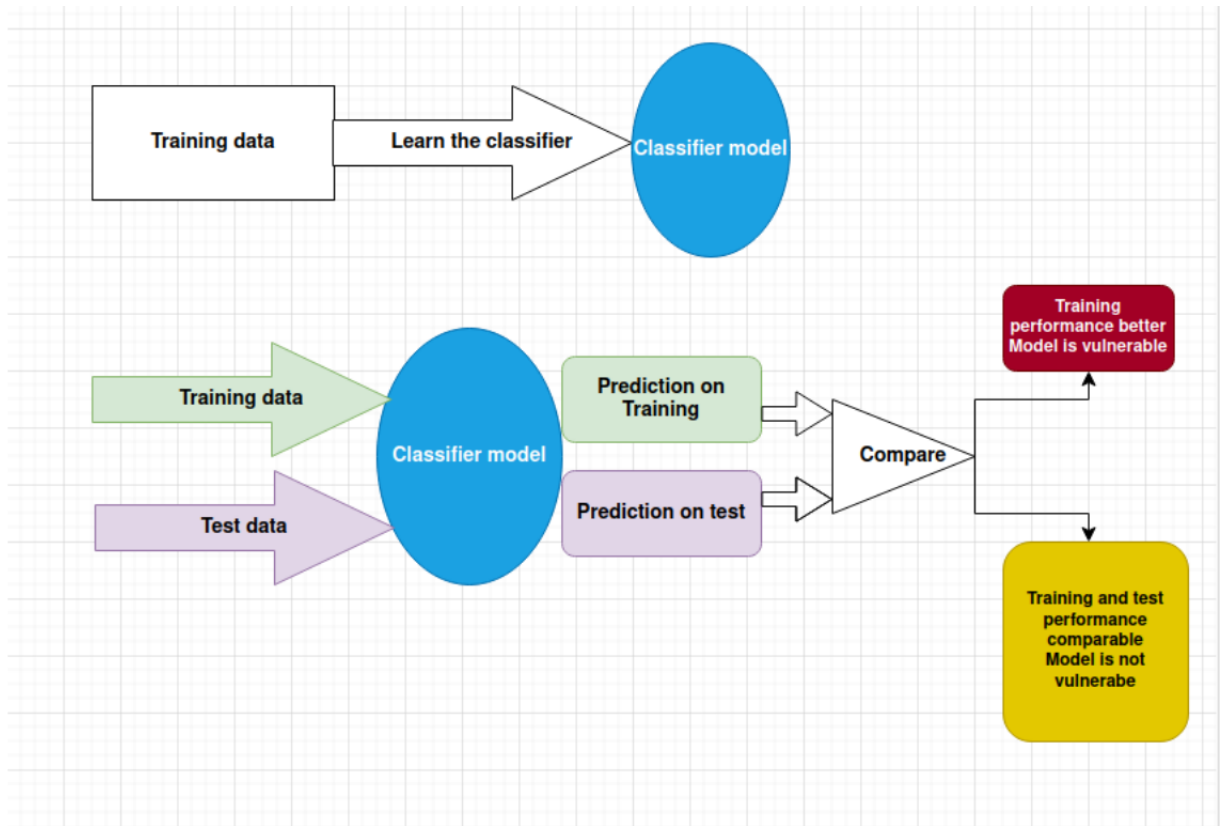 Training data
Learn the classifier
Classifier model
Training
performance better
Model is vulnerable
Training data
Prediction on
Training
Classifier model
Compare
Test data
Prediction on test
Training and test
performance
comparable
Model is not
vulnerabe